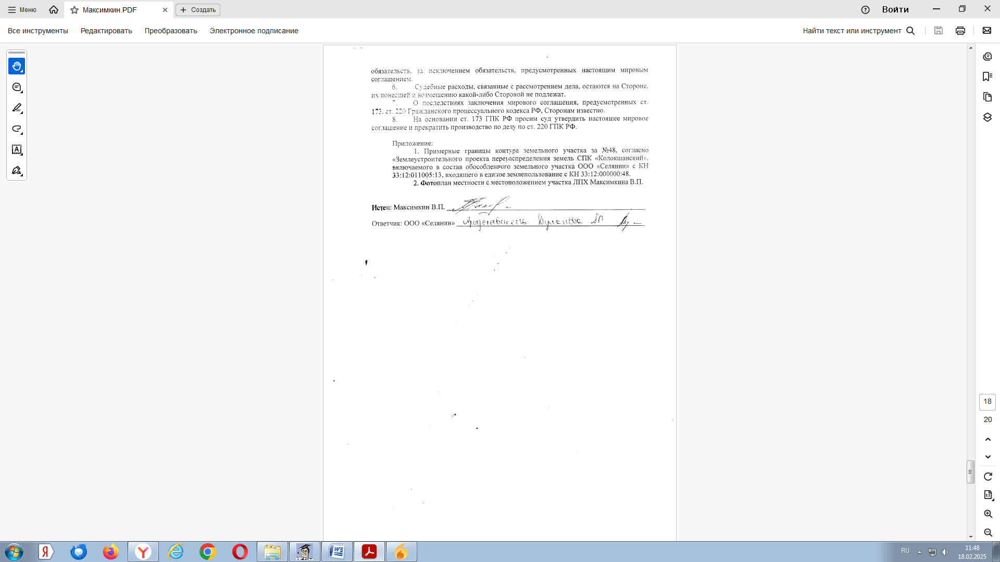 Меню
Максимкин.PDF
Создать
Войти
Все инструменты
Редактировать
Преобразовать
Электронное подписание
Найти текст или инструмент
обязательств, за исключением обязательств, предусмотренных настоящим мировым
соглашением.
6. Судебные расходы, связанные с рассмотрением дела, остаются на Стороне,
их понесшей и возмещению какой-либо Стороной не подлежат.
7. О последствиях заключения мирового соглашения, предусмотренных ст.
173, ст. 220 Гражданского процессуального кодекса РФ, Сторонам известно.
8. На основании ст. 173 ГПК РФ просим суд утвердить настоящее мировое
соглашение и прекратить производство по делу по ст. 220 ГПК РФ.
Приложение:
1. Примерные границы контура земельного участка за №48, согласно
«Землеустроительного проекта перераспределения земель СПК «Колокшанский»,
включаемого в состав обособленного земельного участка ООО «Селянин» с КН
33:12:011005:13, входящего в единое землепользование с КН 33:12:000000:48.
2. Фотоплан местности с местоположением участка ЛПХ Максимкина В.П.
Истец: Максимкин В.П.
Ответчик: ООО «Селянин» Представитель
18
20
RU
11:48
18.02.2025